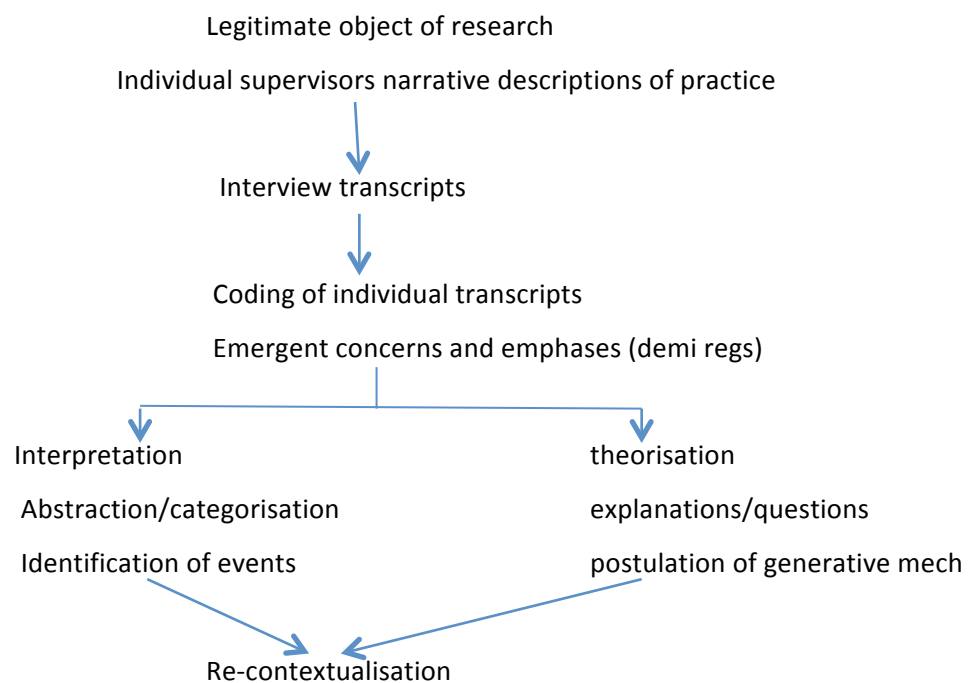 Legitimate object of research
Individual supervisors narrative descriptions of practice
Interview transcripts
Coding of individual transcripts
Emergent concerns and emphases (demi regs)
Interpretation
Abstraction/categorisation
Identification of events
theorisation
explanations/questions
postulation of generative mech
Re-contextualisation